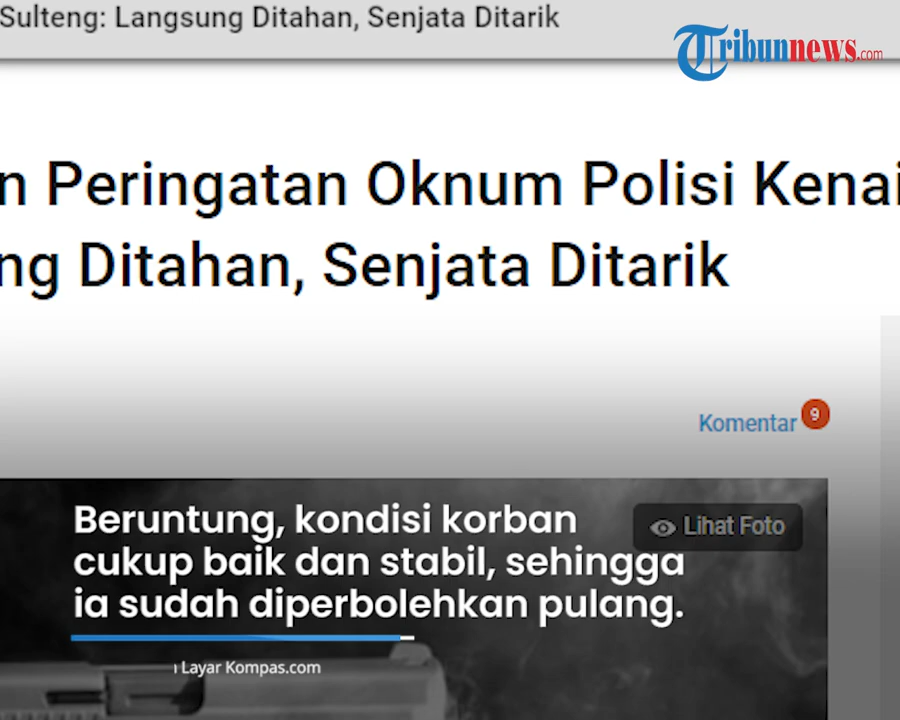 Sulteng: Langsung Ditahan, Senjata Ditarik
Tribunnews.com
n Peringatan Oknum Polisi Kenai
ng Ditahan, Senjata Ditarik
Komentar 9
Lihat Foto
Beruntung, kondisi korban
cukup baik dan stabil, sehingga
ia sudah diperbolehkan pulang.
Layar Kompas.com